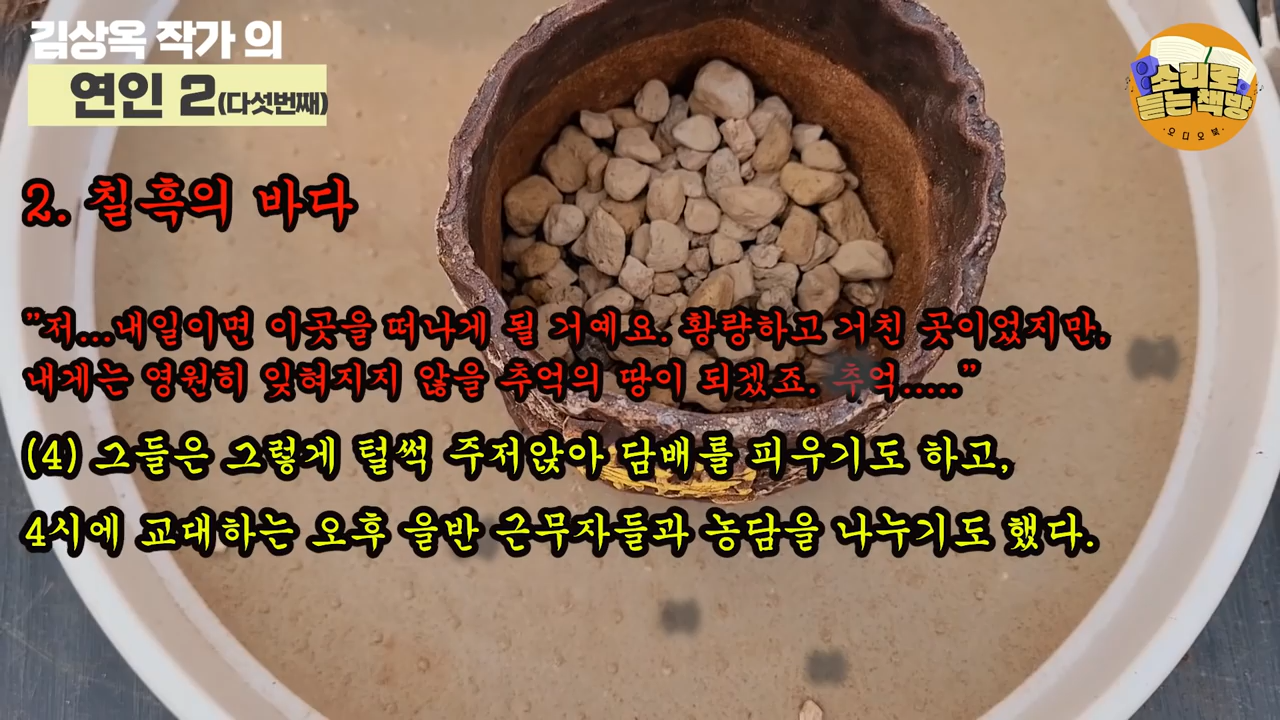 김상옥 작가 의
연인 2(다섯번째)
소리로
듣는 책방
·오디오북·
2. 칠흑의 바다
"저...내일이면 이곳을 떠나게 될 거예요. 황량하고 거친 곳이었지만,
내게는 영원히 잊혀지지 않을 추억의 땅이 되겠죠. 추억....."
(4) 그들은 그렇게 털썩 주저앉아 담배를 피우기도 하고,
4시에 교대하는 오후 을반 근무자들과 농담을 나누기도 했다.